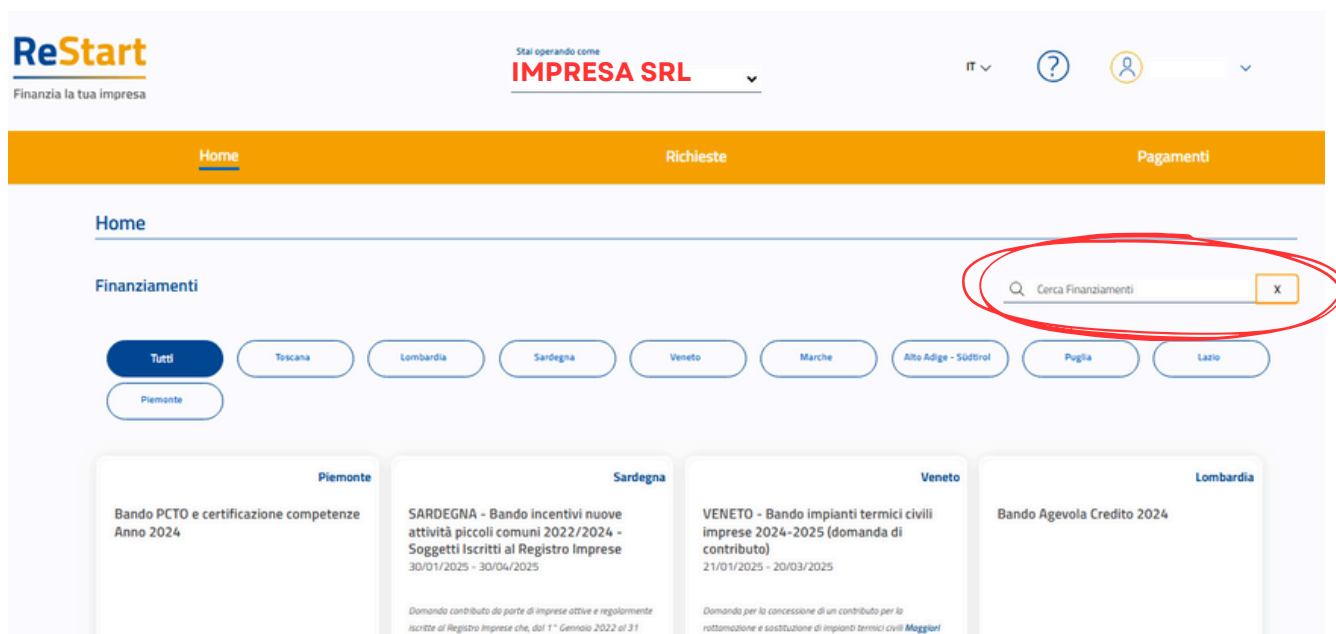 ReStart
Finanzia la tua impresa
Stai operando come
IMPRESA SRL
IT
?
Home Richieste Pagamenti
Home
Finanziamenti
Cerca Finanziamenti
X
Tutti Toscana Lombardia Sardegna Veneto Marche Alto Adige - Südtirol Puglia Lazio
Piemonte
Piemonte
Bando PCTO e certificazione competenze
Anno 2024
Sardegna
SARDEGNA - Bando incentivi nuove
attività piccoli comuni 2022/2024 -
Soggetti Iscritti al Registro Imprese
30/01/2025 - 30/04/2025
Domanda contributo da parte di imprese attive e regolarmente
iscritte al Registro Imprese che, dal 1° Gennaio 2022 al 31
Veneto
VENETO - Bando impianti termici civili
imprese 2024-2025 (domanda di
contributo)
21/01/2025 - 20/03/2025
Domanda per la concessione di un contributo per la
rottamazione e sostituzione di impianti termici civili Maggiori
Lombardia
Bando Agevola Credito 2024